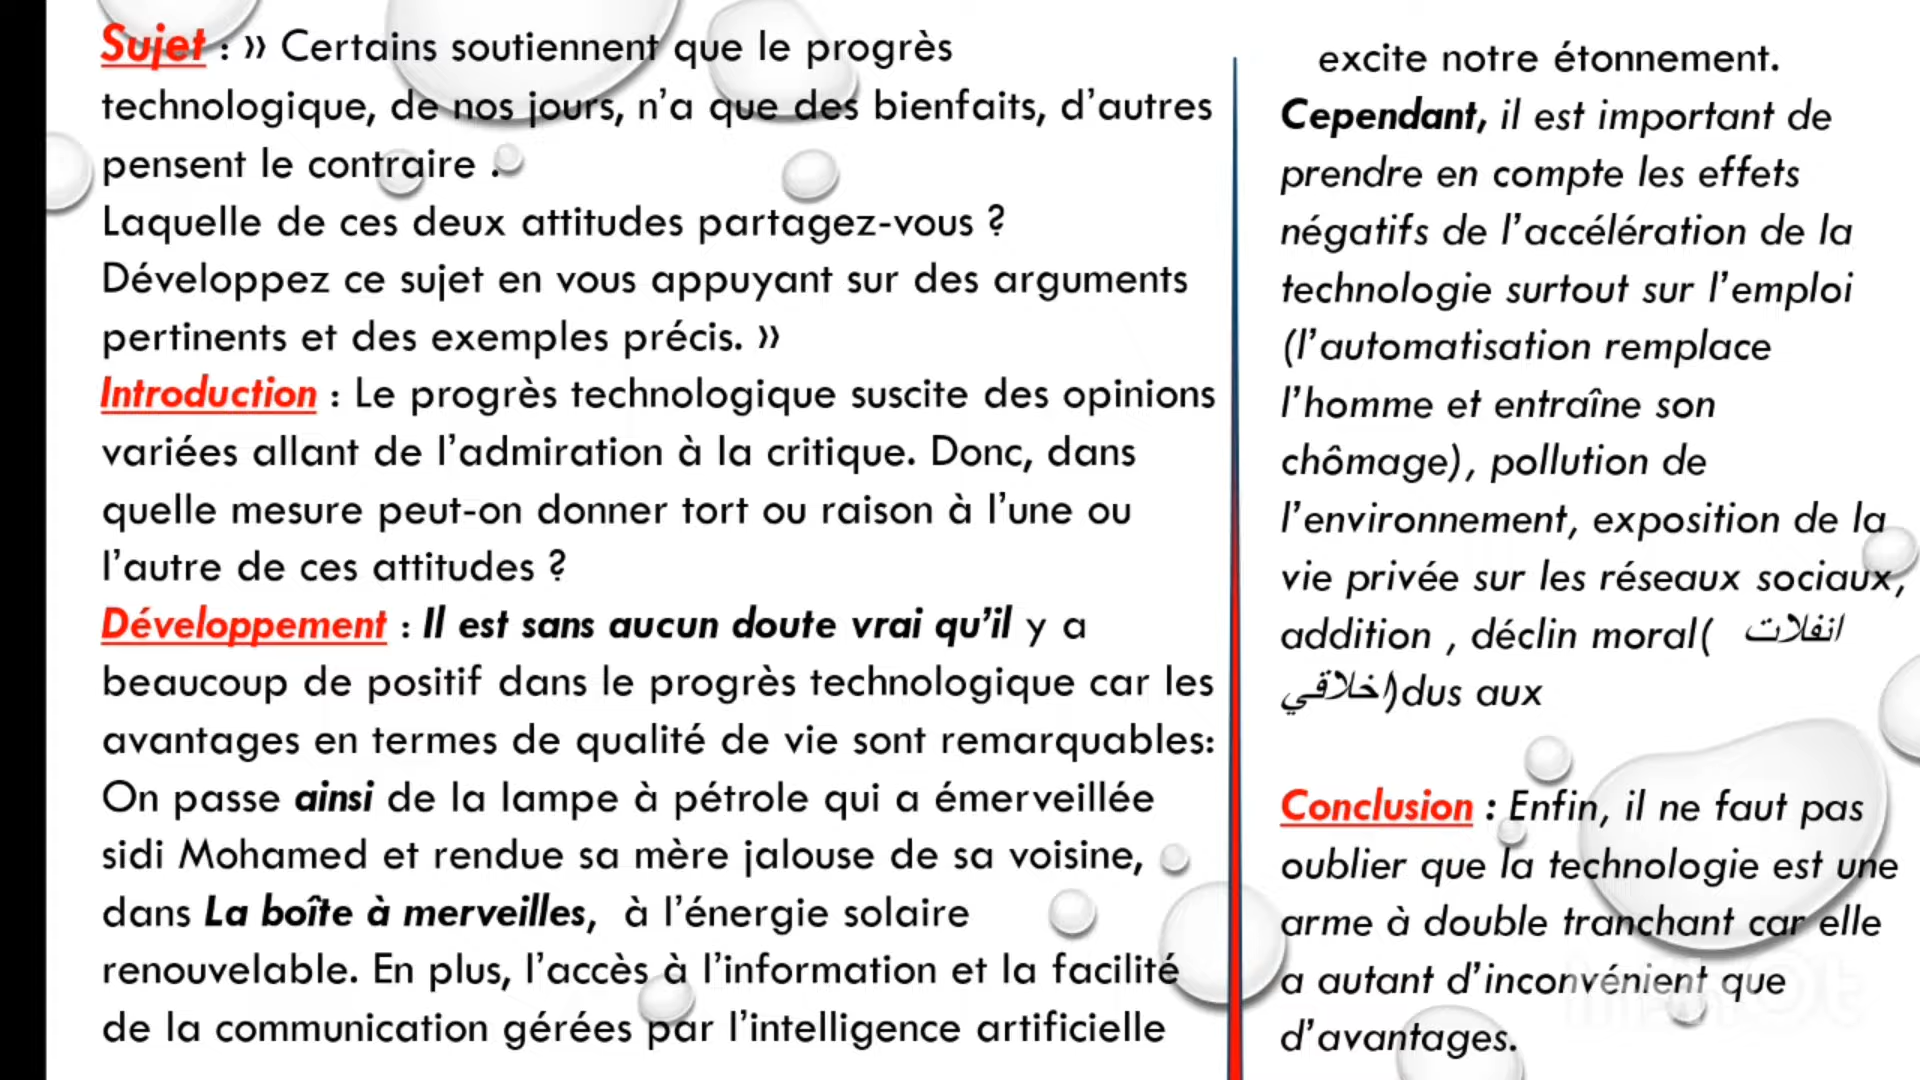 Sujet : » Certains soutiennent que le progrès
technologique, de nos jours, n’a que des bienfaits, d’autres
pensent le contraire .
Laquelle de ces deux attitudes partagez-vous ?
Développez ce sujet en vous appuyant sur des arguments
pertinents et des exemples précis. »
Introduction : Le progrès technologique suscite des opinions
variées allant de l’admiration à la critique. Donc, dans
quelle mesure peut-on donner tort ou raison à l’une ou
l’autre de ces attitudes ?
Développement : Il est sans aucun doute vrai qu’il y a
beaucoup de positif dans le progrès technologique car les
avantages en termes de qualité de vie sont remarquables:
On passe ainsi de la lampe à pétrole qui a émerveillée
sidi Mohamed et rendue sa mère jalouse de sa voisine,
dans La boîte à merveilles, à l’énergie solaire
renouvelable. En plus, l’accès à l’information et la facilité
de la communication gérées par l’intelligence artificielle
excite notre étonnement.
Cependant, il est important de
prendre en compte les effets
négatifs de l’accélération de la
technologie surtout sur l’emploi
(l’automatisation remplace
l’homme et entraîne son
chômage), pollution de
l’environnement, exposition de la
vie privée sur les réseaux sociaux,
addition , déclin moral( انفلات
اخلاقي)dus aux
Conclusion : Enfin, il ne faut pas
oublier que la technologie est une
arme à double tranchant car elle
a autant d’inconvénient que
d’avantages.